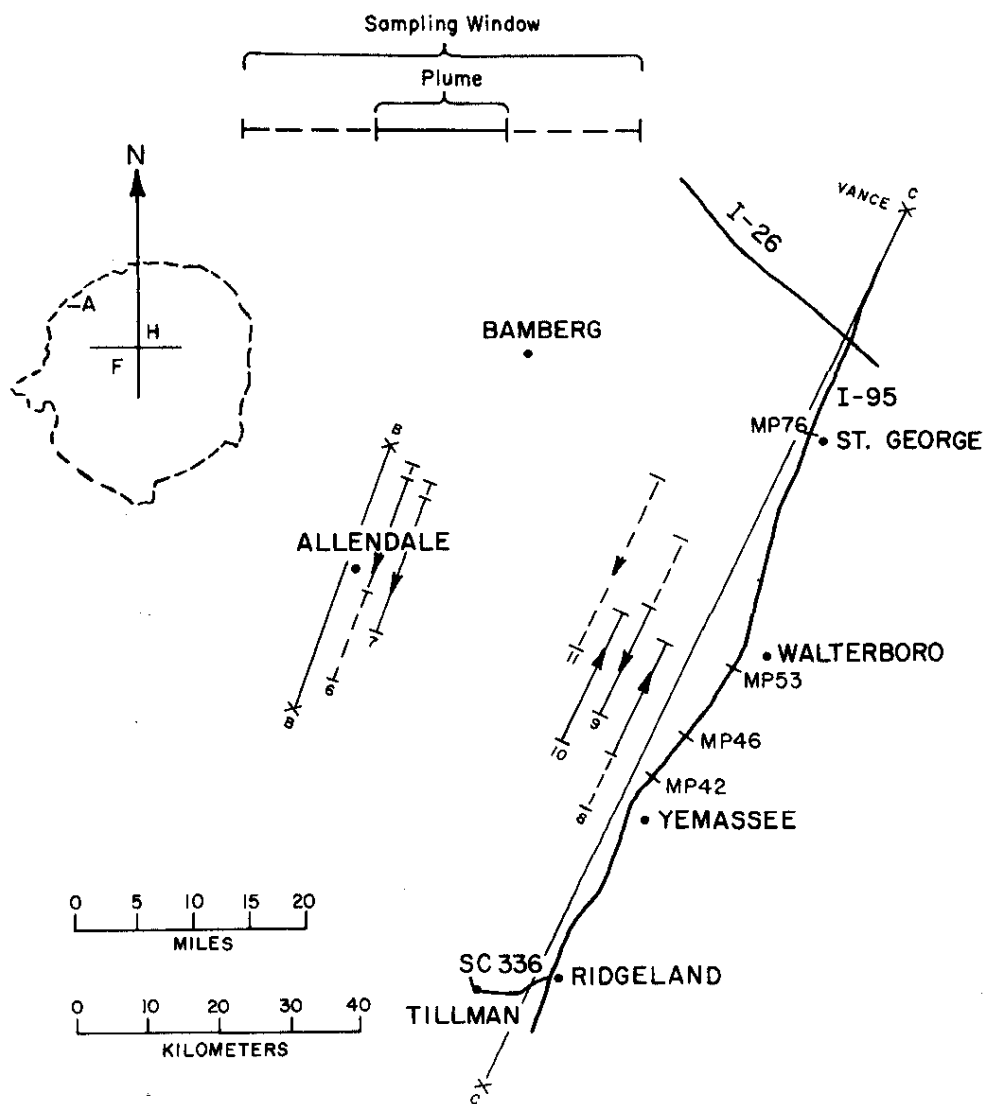 Sampling Window
Plume
N
A
H
F
VANCE
C
I-26
BAMBERG
I-95
MP76
ST. GEORGE
B
ALLENDALE
7
6
B
11
9
10
8
WALTERBORO
MP53
MP46
MP42
YEMASSEE
0 5 10 15 20
MILES
SC 336
RIDGELAND
TILLMAN
0 10 20 30 40
KILOMETERS
C